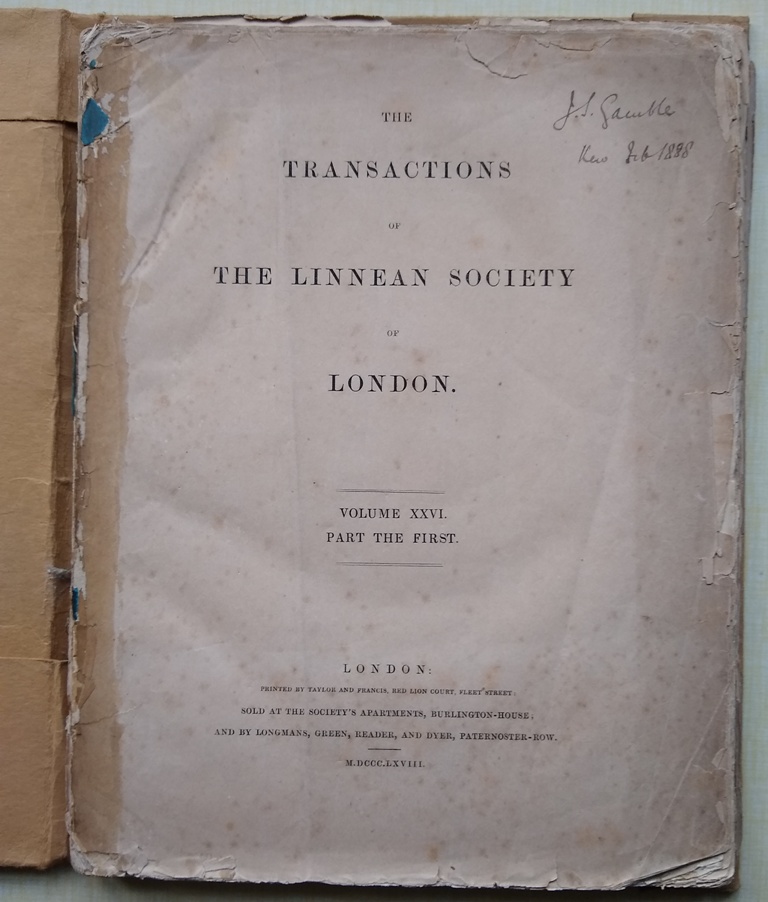 J.S. Gamble
Kew Feb 1888
THE
TRANSACTIONS
OF
THE LINNEAN SOCIETY
OF
LONDON.
VOLUME XXVI.
PART THE FIRST.
LONDON:
PRINTED BY TAYLOR AND FRANCIS, RED LION COURT, FLEET STREET;
SOLD AT THE SOCIETY'S APARTMENTS, BURLINGTON-HOUSE;
AND BY LONGMANS, GREEN, READER, AND DYER, PATERNOSTER-ROW.
M.DCCC.LXVIII.